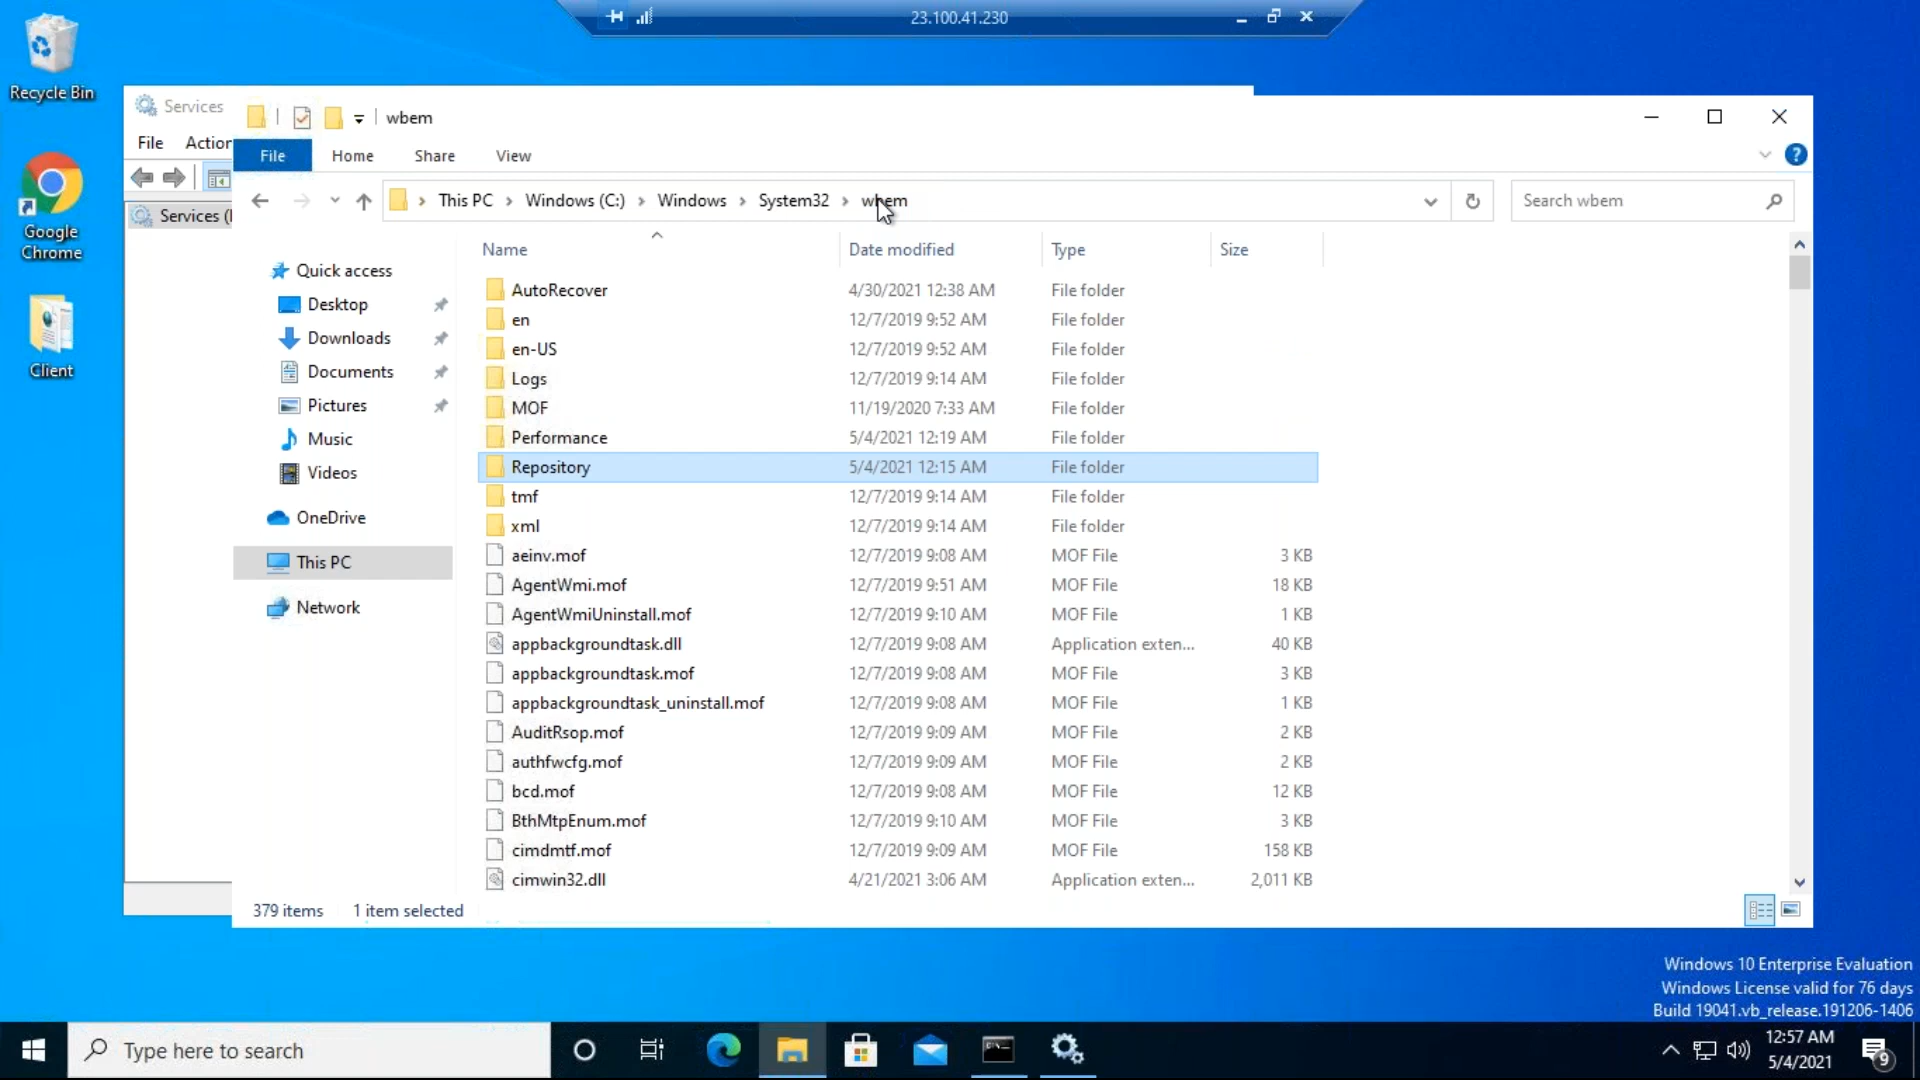 23.100.41.230
Recycle Bin
Google
Chrome
Client
Services
File Action
Services (
wbem
File Home Share View
This PC Windows (C:) Windows System32 wbem
Search wbem
Quick access
Desktop
Downloads
Documents
Pictures
Music
Videos
OneDrive
This PC
Network
Name Date modified Type Size
AutoRecover 4/30/2021 12:38 AM File folder
en 12/7/2019 9:52 AM File folder
en-US 12/7/2019 9:52 AM File folder
Logs 12/7/2019 9:14 AM File folder
MOF 11/19/2020 7:33 AM File folder
Performance 5/4/2021 12:19 AM File folder
Repository 5/4/2021 12:15 AM File folder
tmf 12/7/2019 9:14 AM File folder
xml 12/7/2019 9:14 AM File folder
aeinv.mof 12/7/2019 9:08 AM MOF File 3 KB
AgentWmi.mof 12/7/2019 9:51 AM MOF File 18 KB
AgentWmiUninstall.mof 12/7/2019 9:10 AM MOF File 1 KB
appbackgroundtask.dll 12/7/2019 9:08 AM Application exten... 40 KB
appbackgroundtask.mof 12/7/2019 9:08 AM MOF File 3 KB
appbackgroundtask_uninstall.mof 12/7/2019 9:08 AM MOF File 1 KB
AuditRsop.mof 12/7/2019 9:09 AM MOF File 2 KB
authfwcfg.mof 12/7/2019 9:09 AM MOF File 2 KB
bcd.mof 12/7/2019 9:08 AM MOF File 12 KB
BthMtpEnum.mof 12/7/2019 9:10 AM MOF File 3 KB
cimdmtf.mof 12/7/2019 9:09 AM MOF File 158 KB
cimwin32.dll 4/21/2021 3:06 AM Application exten... 2,011 KB
379 items 1 item selected
Windows 10 Enterprise Evaluation
Windows License valid for 76 days
Build 19041.vb_release.191206-1406
Type here to search
12:57 AM
5/4/2021
9